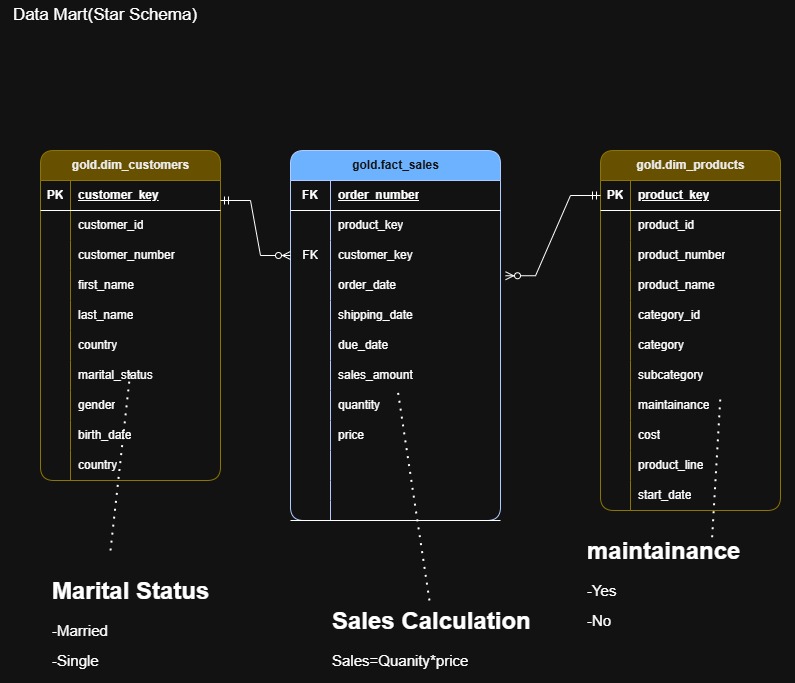 Data Mart(Star Schema)
gold.dim_customers
PK customer_key
customer_id
customer_number
first_name
last_name
country
marital_status
gender
birth_date
country
gold.fact_sales
FK order_number
product_key
FK customer_key
order_date
shipping_date
due_date
sales_amount
quantity
price
gold.dim_products
PK product_key
product_id
product_number
product_name
category_id
category
subcategory
maintainance
cost
product_line
start_date
Marital Status
-Married
-Single
Sales Calculation
Sales=Quanity*price
maintainance
-Yes
-No